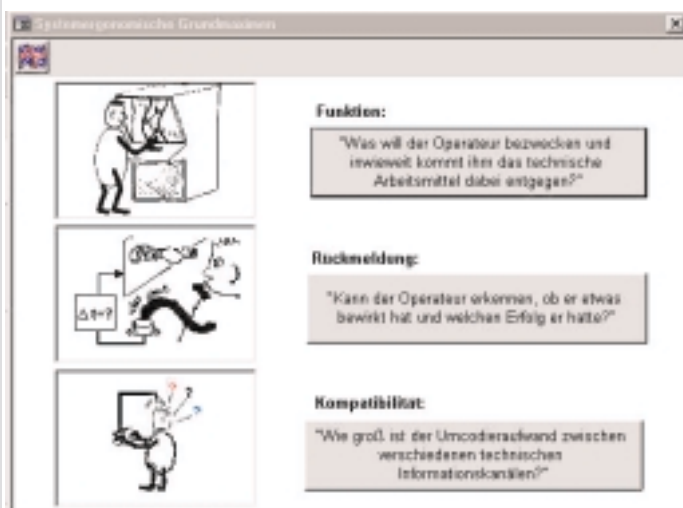 Systemergonomische Grundmaximen
Funktion:
"Was will der Operateur bezwecken und
inwieweit kommt ihm das technische
Arbeitsmittel dabei entgegen?"
Rückmeldung:
Δt=?
"Kann der Operateur erkennen, ob er etwas
bewirkt hat und welchen Erfolg er hatte?"
? ? ?
Kompatibilität:
"Wie groß ist der Umcodieraufwand zwischen
verschiedenen technischen
Informationskanälen?"